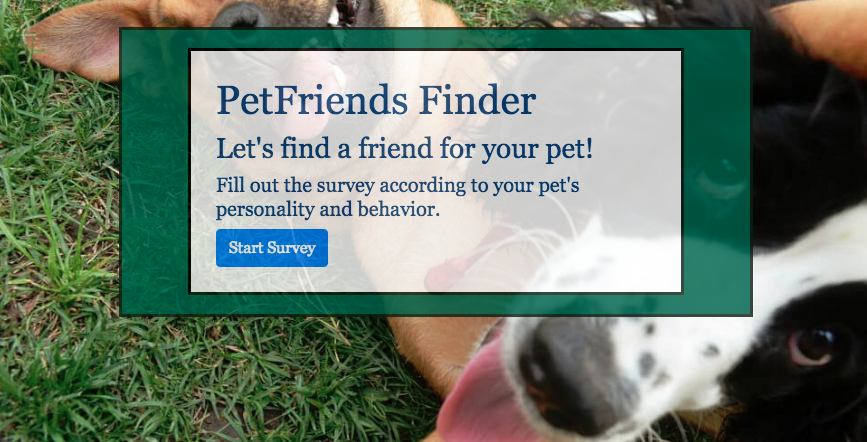 PetFriends Finder
Let's find a friend for your pet!
Fill out the survey according to your pet's
personality and behavior.
Start Survey